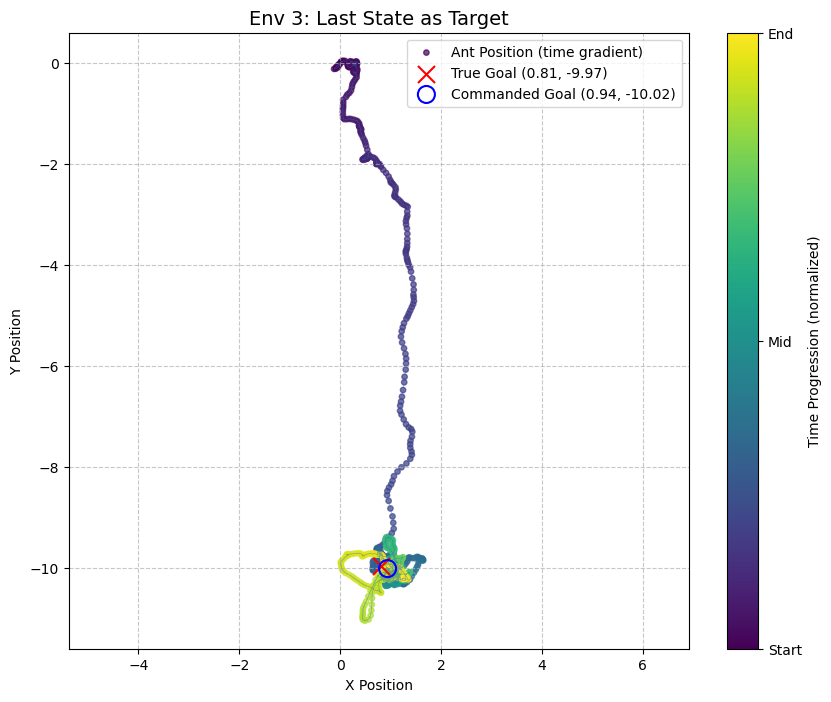 Env 3: Last State as Target
Ant Position (time gradient)
True Goal (0.81, -9.97)
Commanded Goal (0.94, -10.02)
0
−2
−4
−6
−8
−10
Y Position
−4
−2
0
2
4
6
X Position
End
Mid
Start
Time Progression (normalized)